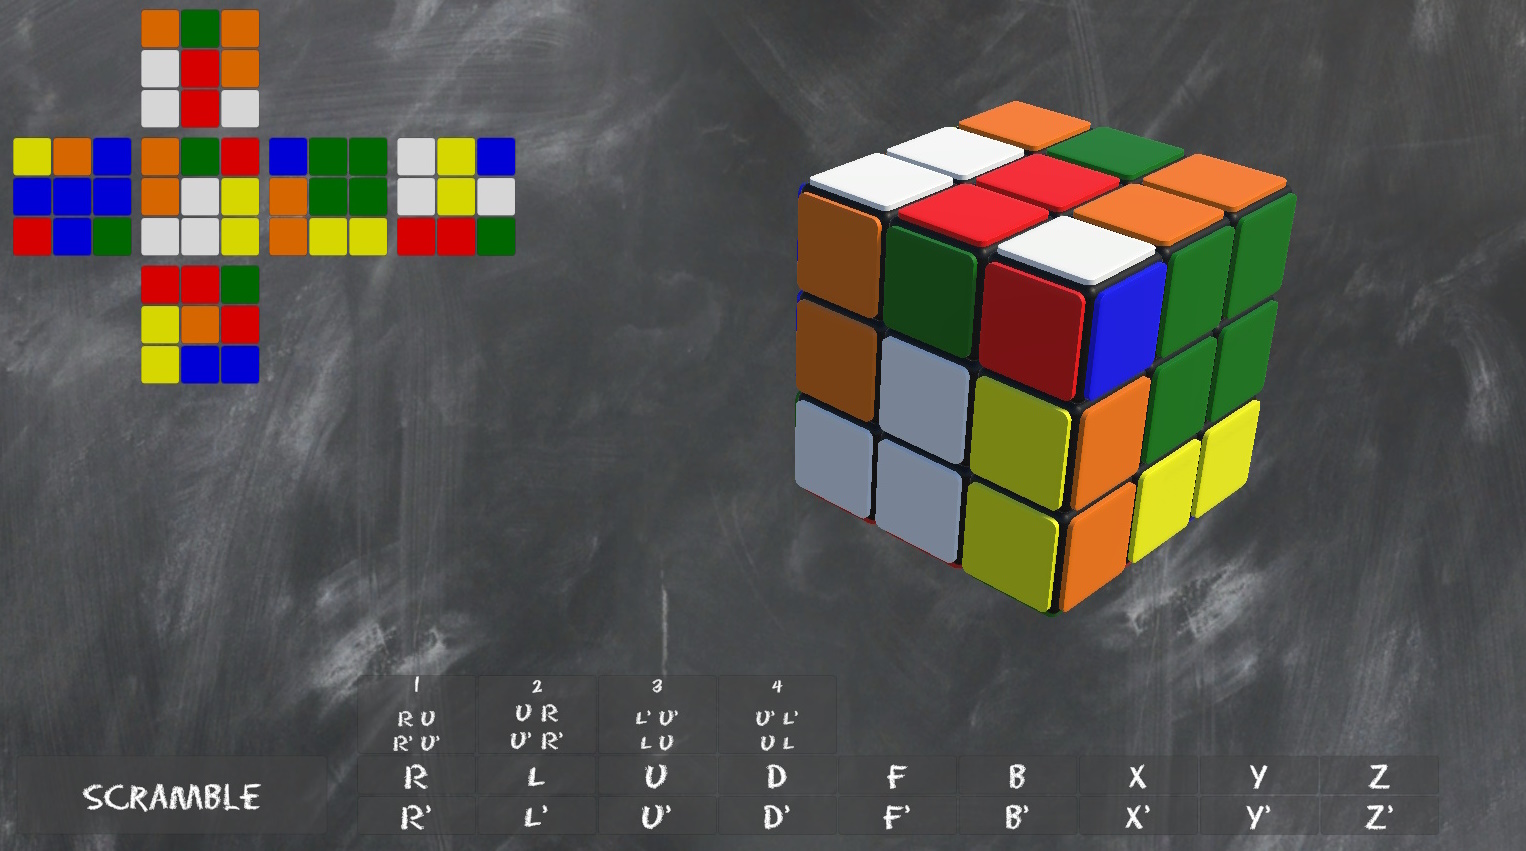 1 2 3 4
R U U R L' U' U' L'
R' U' U' R' L U U L
R L U D F B X Y Z
SCRAMBLE
R' L' U' D' F' B' X' Y' Z'